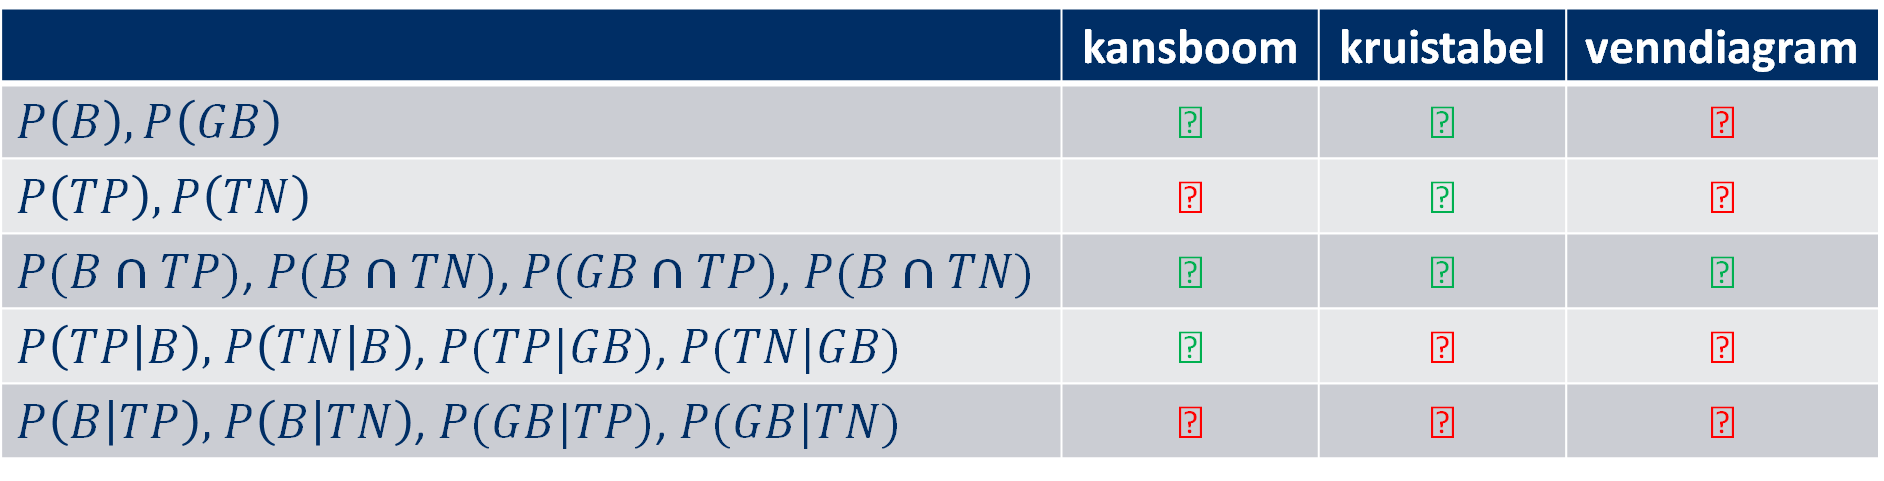 kansboom kruistabel venndiagram
P(B), P(GB) ? ? ?
P(TP), P(TN) ? ? ?
P(B ∩ TP), P(B ∩ TN), P(GB ∩ TP), P(B ∩ TN) ? ? ?
P(TP|B), P(TN|B), P(TP|GB), P(TN|GB) ? ? ?
P(B|TP), P(B|TN), P(GB|TP), P(GB|TN) ? ? ?